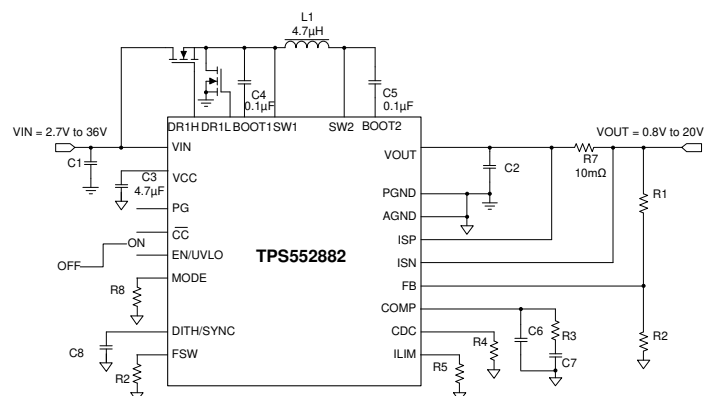 L1
4.7µH
C4
0.1µF
C5
0.1µF
DR1H DR1L BOOT1 SW1 SW2 BOOT2
VIN = 2.7V to 36V
VOUT = 0.8V to 20V
C1
VIN
VOUT
R7
10mΩ
C2
C3
4.7µF
VCC
PGND
R1
PG
AGND
CC
ISP
ON
OFF
EN/UVLO
TPS552882
ISN
MODE
FB
R8
COMP
DITH/SYNC
CDC
C6
R3
R2
C8
R4
FSW
ILIM
C7
R2
R5